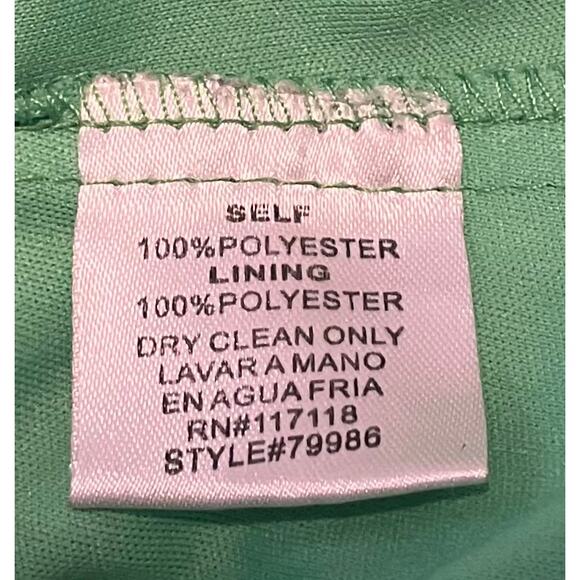 SELF
100%POLYESTER
LINING
100%POLYESTER
DRY CLEAN ONLY
LAVAR A MANO
EN AGUA FRIA
RN#117118
STYLE#79986